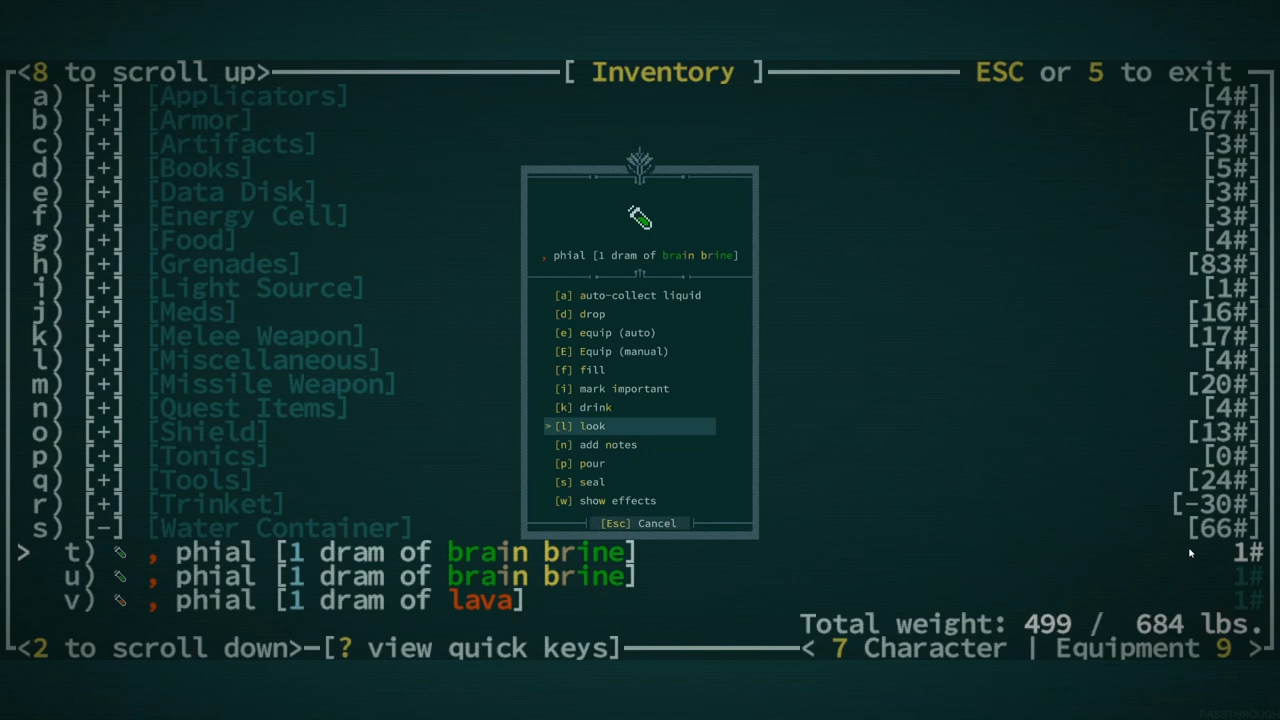 <8 to scroll up> [ Inventory ] ESC or 5 to exit
a) [+] [Applicators] [4#]
b) [+] [Armor] [67#]
c) [+] [Artifacts] [3#]
d) [+] [Books] [5#]
e) [+] [Data Disk] [3#]
f) [+] [Energy Cell] [3#]
g) [+] [Food] [4#]
h) [+] [Grenades] [83#]
i) [+] [Light Source] [1#]
j) [+] [Meds] [16#]
k) [+] [Melee Weapon] [17#]
l) [+] [Miscellaneous] [4#]
m) [+] [Missile Weapon] [20#]
n) [+] [Quest Items] [4#]
o) [+] [Shield] [13#]
p) [+] [Tonics] [0#]
q) [+] [Tools] [24#]
r) [+] [Trinket] [-30#]
s) [-] [Water Container] [66#]
> t) , phial [1 dram of brain brine] 1#
u) , phial [1 dram of brain brine] 1#
v) , phial [1 dram of lava] 1#
Total weight: 499 / 684 lbs.
<2 to scroll down> [? view quick keys] < 7 Character | Equipment 9 >
, phial [1 dram of brain brine]
[a] auto-collect liquid
[d] drop
[e] equip (auto)
[E] Equip (manual)
[f] fill
[i] mark important
[k] drink
> [l] look
[n] add notes
[p] pour
[s] seal
[w] show effects
[Esc] Cancel